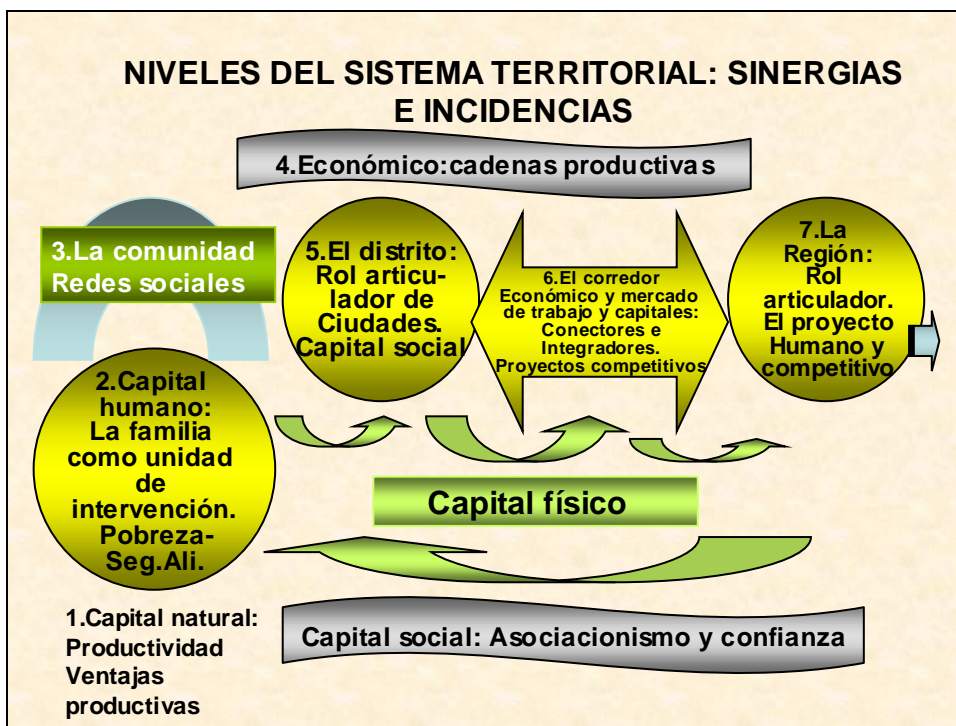 NIVELES DEL SISTEMA TERRITORIAL: SINERGIAS
E INCIDENCIAS
4.Económico:cadenas productivas
3.La comunidad
Redes sociales
5.El distrito:
Rol articu-
lador de
Ciudades.
Capital social
6.El corredor
Económico y mercado
de trabajo y capitales:
Conectores e
Integradores.
Proyectos competitivos
7.La
Región:
Rol
articulador.
El proyecto
Humano y
competitivo
2.Capital
humano:
La familia
como unidad
de
intervención.
Pobreza-
Seg.Ali.
Capital físico
1.Capital natural:
Productividad
Ventajas
productivas
Capital social: Asociacionismo y confianza